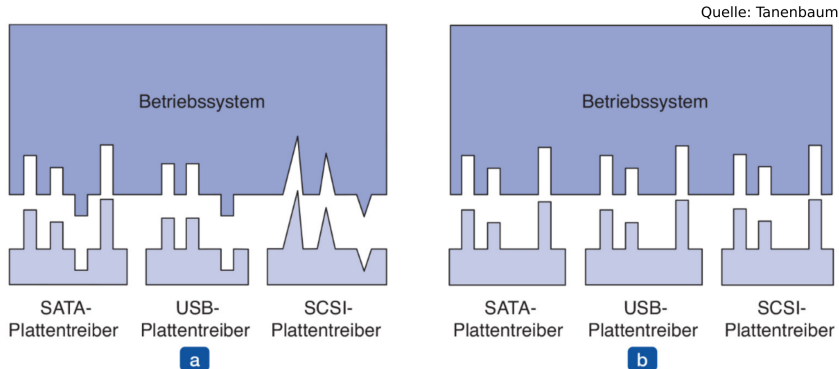 Quelle: Tanenbaum
Betriebssystem
SATA-
Plattentreiber
USB-
Plattentreiber
SCSI-
Plattentreiber
a
Betriebssystem
SATA-
Plattentreiber
USB-
Plattentreiber
SCSI-
Plattentreiber
b